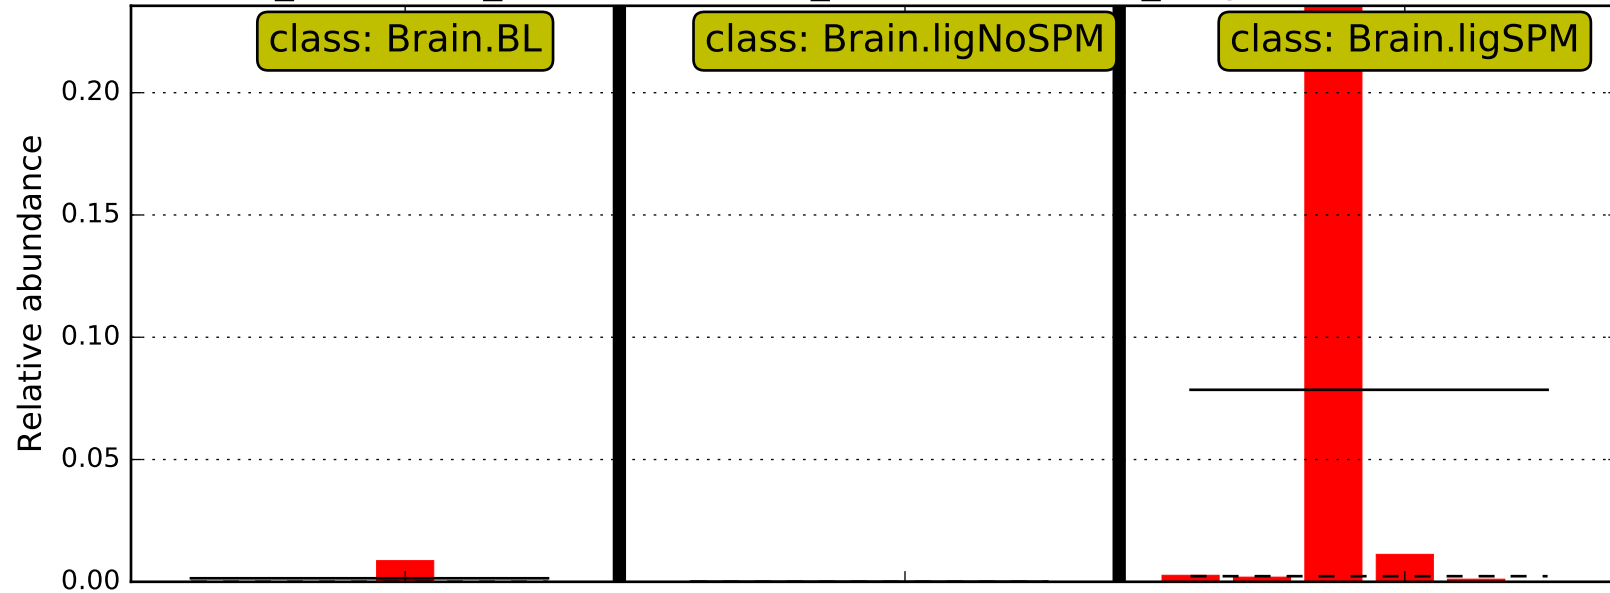 class: Brain.BL
class: Brain.ligNoSPM
class: Brain.ligSPM
Relative abundance
0.20
0.15
0.10
0.05
0.00